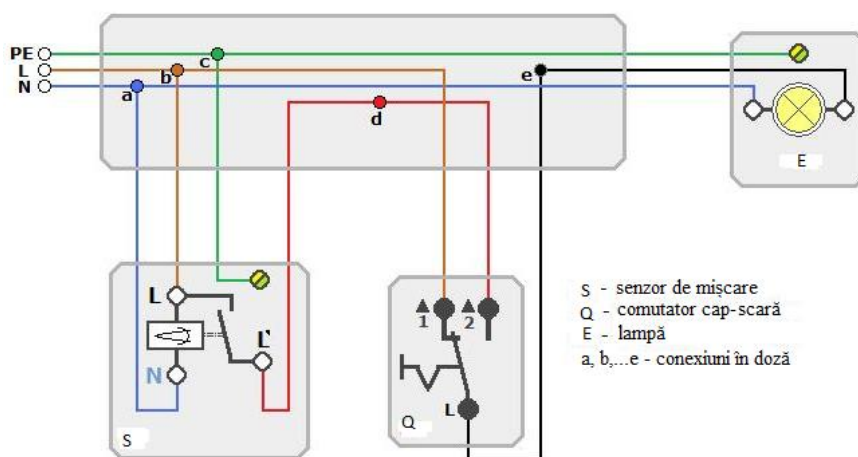 PE
L
N
a
b
c
d
e
E
L
L'
N
S
1
2
L
Q
S - senzor de mișcare
Q - comutator cap-scară
E - lampă
a, b,...e - conexiuni în doză